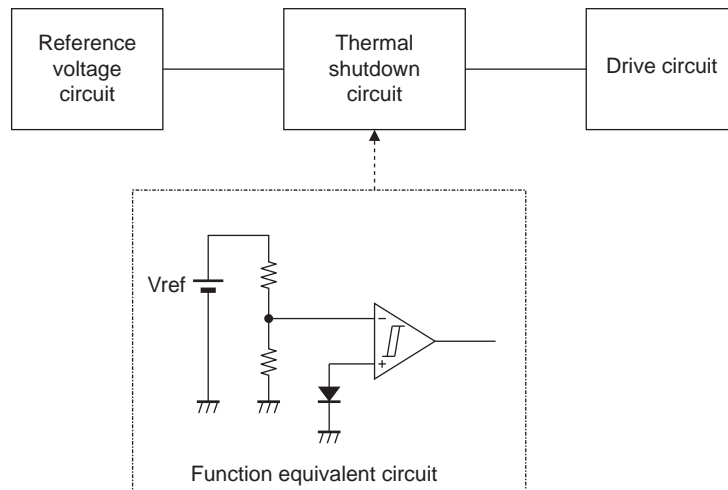 Reference
voltage
circuit
Thermal
shutdown
circuit
Drive circuit
Vref
−
+
Function equivalent circuit